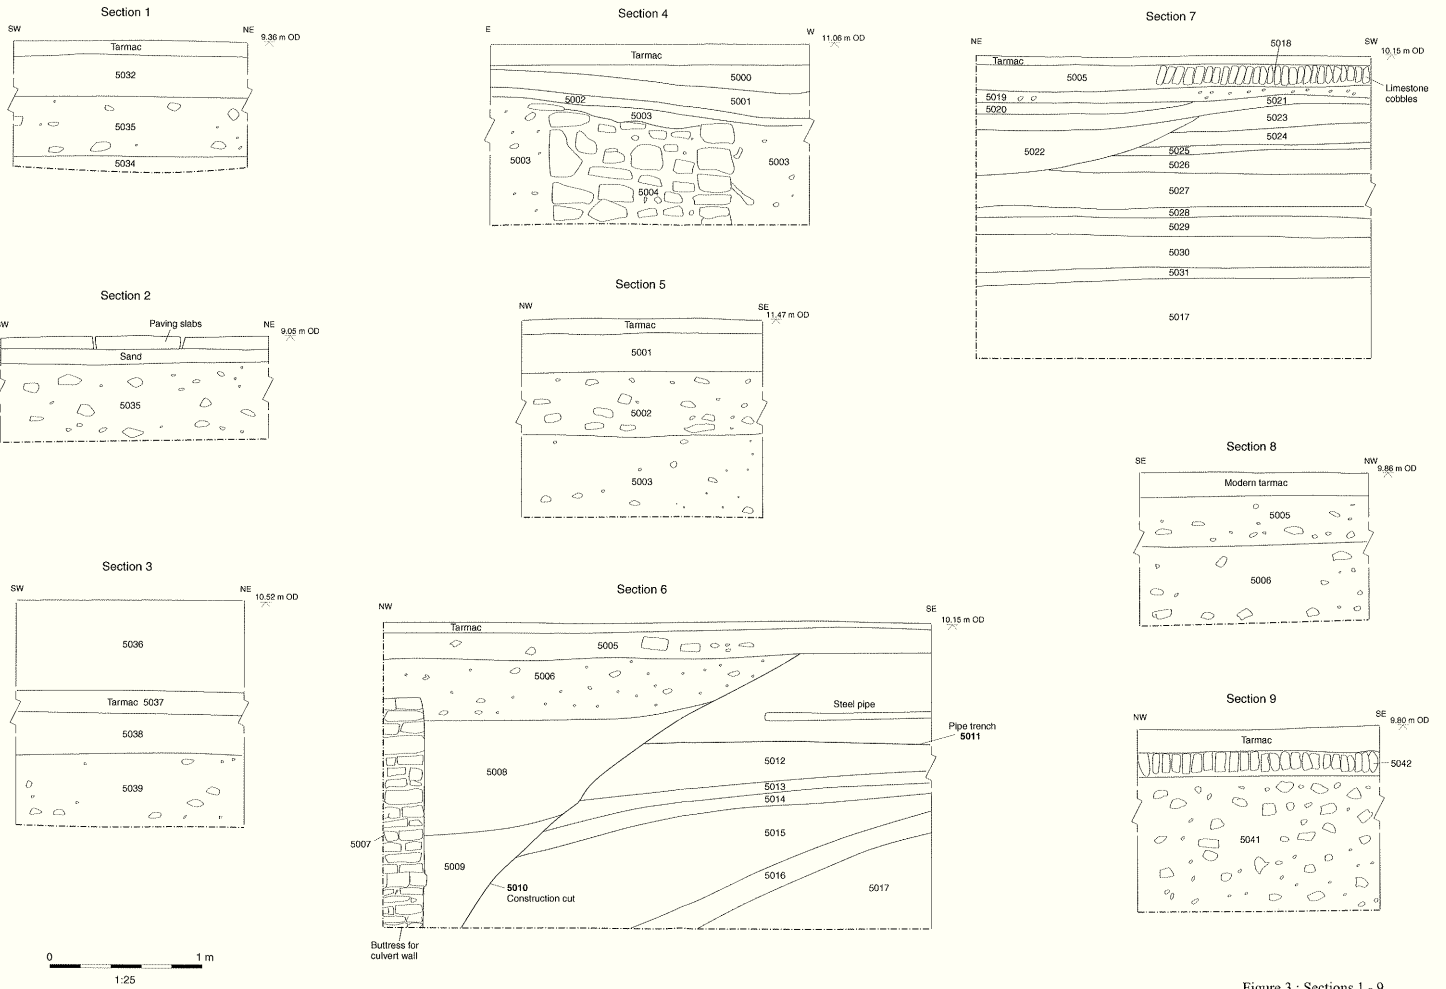 Section 1
SW
NE
9.36 m OD
Tarmac
5032
5035
5034
Section 2
SW
NE
9.05 m OD
Paving slabs
Sand
5035
Section 3
SW
NE
10.52 m OD
5036
Tarmac 5037
5038
5039
Section 4
E
W
11.06 m OD
Tarmac
5000
5001
5002
5003
5003
5003
5004
Section 5
NW
SE
11.47 m OD
Tarmac
5001
5002
5003
Section 6
NW
SE
10.15 m OD
Tarmac
5005
5006
Steel pipe
Pipe trench
5011
5008
5012
5013
5014
5015
5007
5009
5016
5010
Construction cut
5017
Buttress for
culvert wall
Section 7
NE
SW
10.15 m OD
5018
Tarmac
5005
Limestone
cobbles
5019
5021
5020
5023
5024
5022
5025
5026
5027
5028
5029
5030
5031
5017
Section 8
SE
NW
9.86 m OD
Modern tarmac
5005
5006
Section 9
NW
SE
9.80 m OD
Tarmac
5042
5041
0 1 m
1:25
Figure 3 : Sections 1 - 9